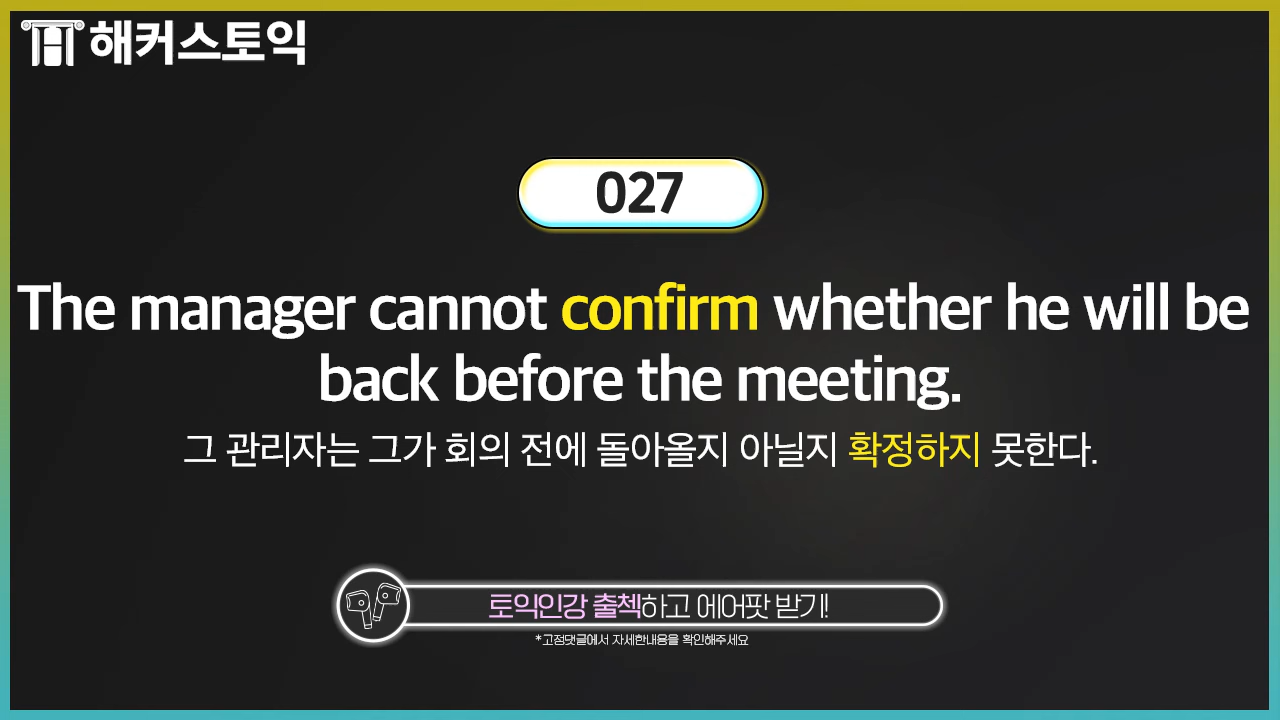 해커스토익
027
The manager cannot confirm whether he will be
back before the meeting.
그 관리자는 그가 회의 전에 돌아올지 아닐지 확정하지 못한다.
토익인강 출첵하고 에어팟 받기!
*고정댓글에서 자세한내용을 확인해주세요